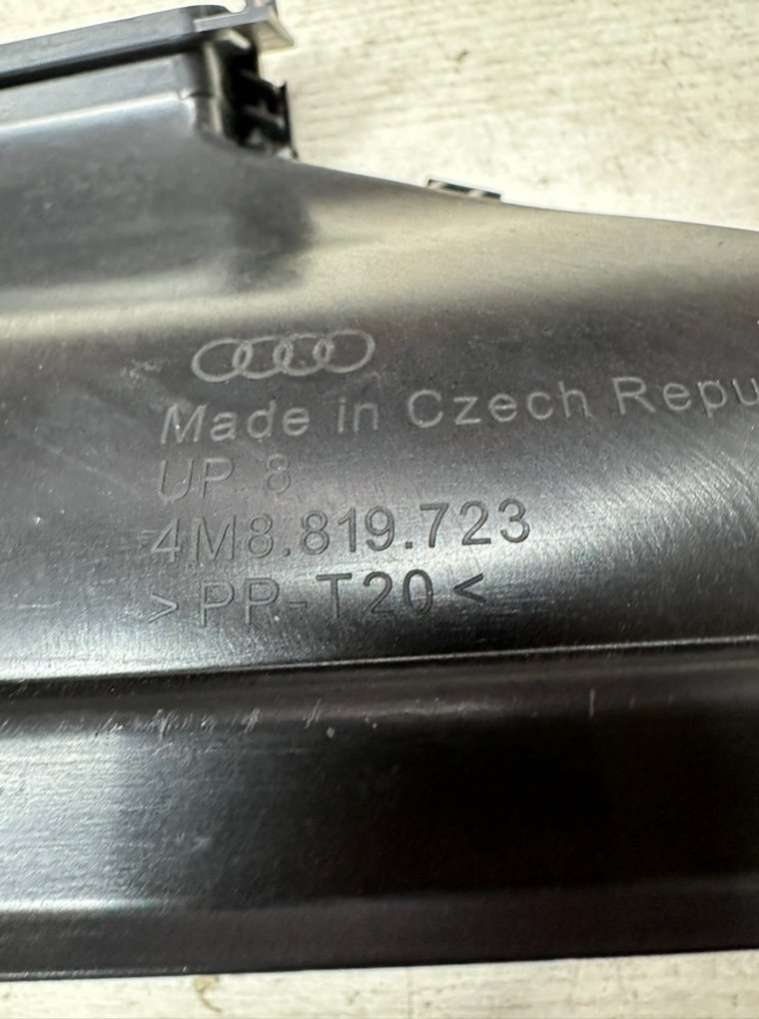 Made in Czech Repu
UP 8
4M8.819.723
>PP-T20<